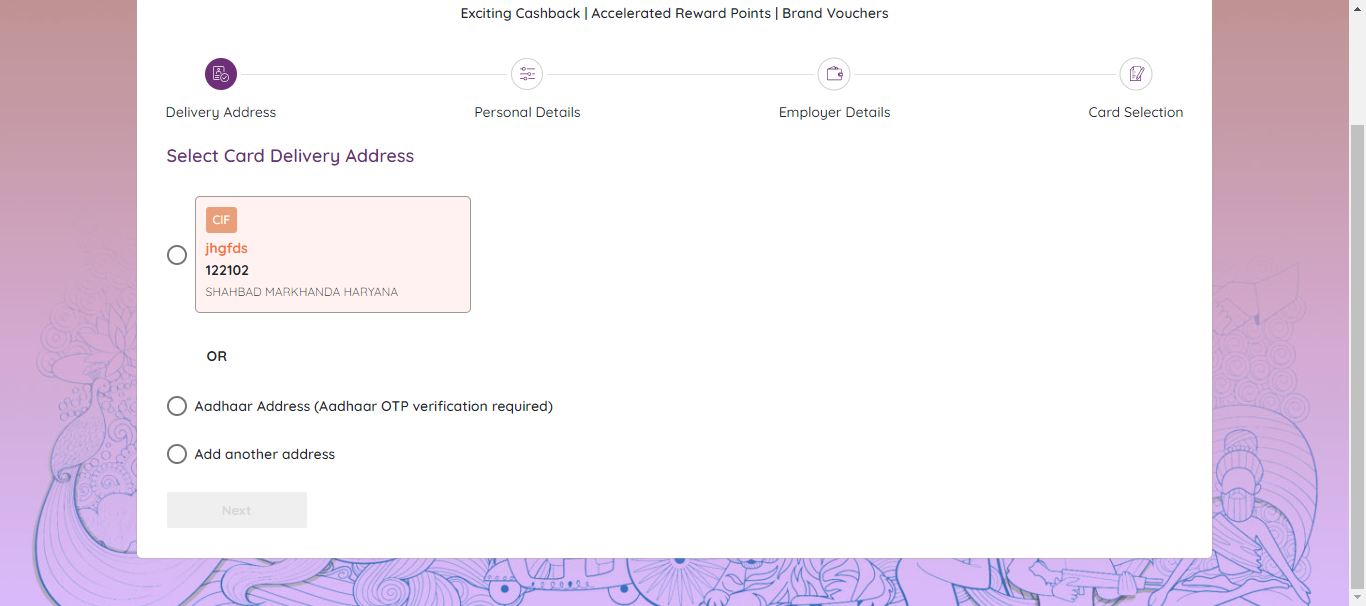 Exciting Cashback | Accelerated Reward Points | Brand Vouchers
Delivery Address
Personal Details
Employer Details
Card Selection
Select Card Delivery Address
CIF
jhgfds
122102
SHAHBAD MARKHANDA HARYANA
OR
Aadhaar Address (Aadhaar OTP verification required)
Add another address
Next